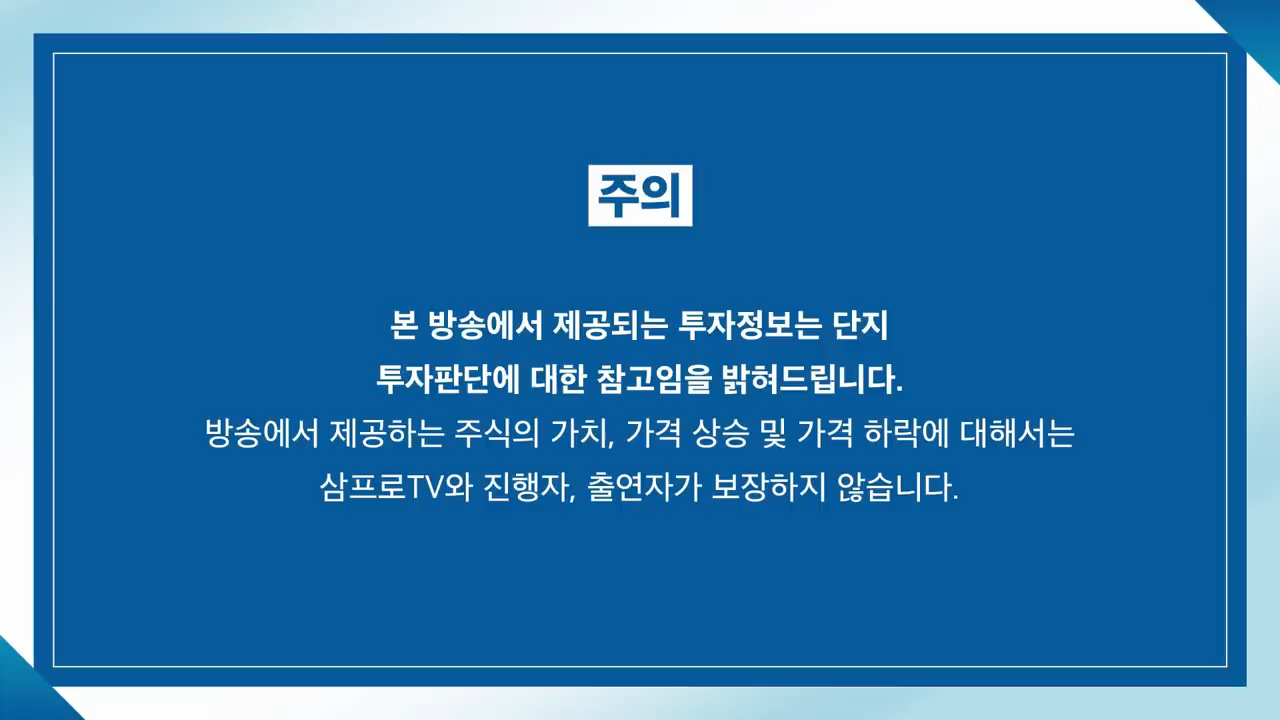 주의
본 방송에서 제공되는 투자정보는 단지
투자판단에 대한 참고임을 밝혀드립니다.
방송에서 제공하는 주식의 가치, 가격 상승 및 가격 하락에 대해서는
삼프로TV와 진행자, 출연자가 보장하지 않습니다.